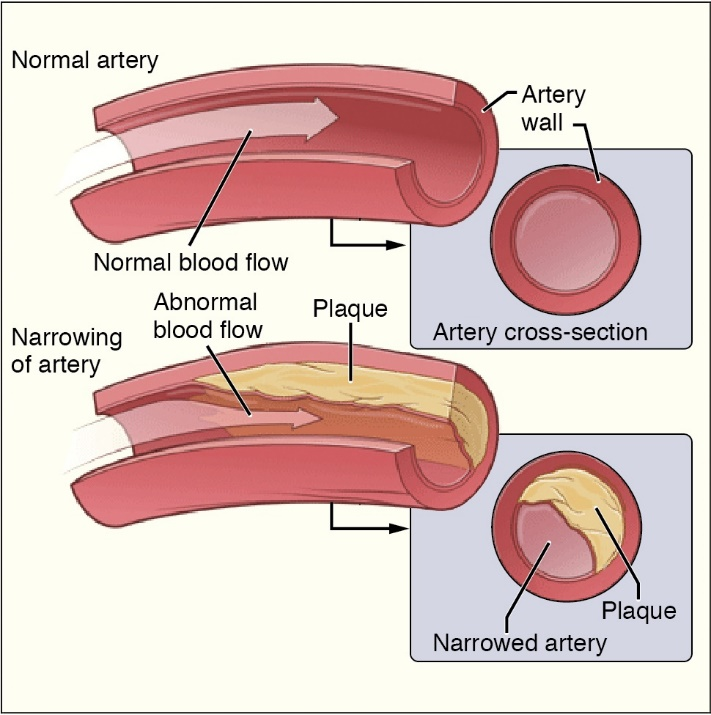 Normal artery
Artery
wall
Normal blood flow
Artery cross-section
Abnormal
blood flow
Plaque
Narrowing
of artery
Plaque
Narrowed artery